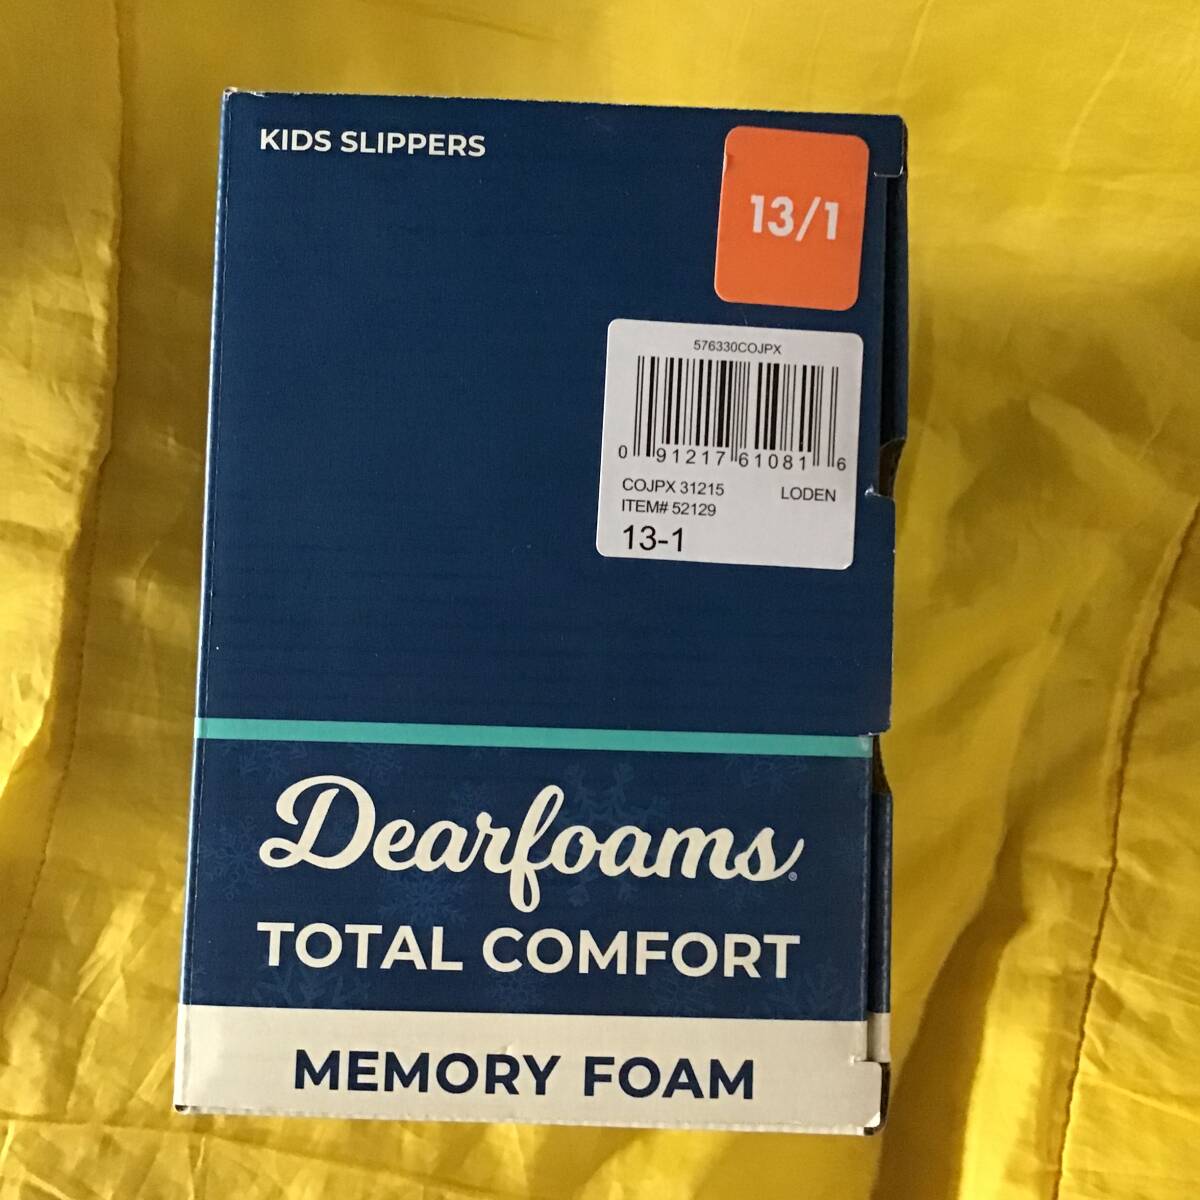 KIDS SLIPPERS
13/1
576330COJPX
0 91217 61081 6
COJPX 31215 LODEN
ITEM# 52129
13-1
Dearfoams®
TOTAL COMFORT
MEMORY FOAM